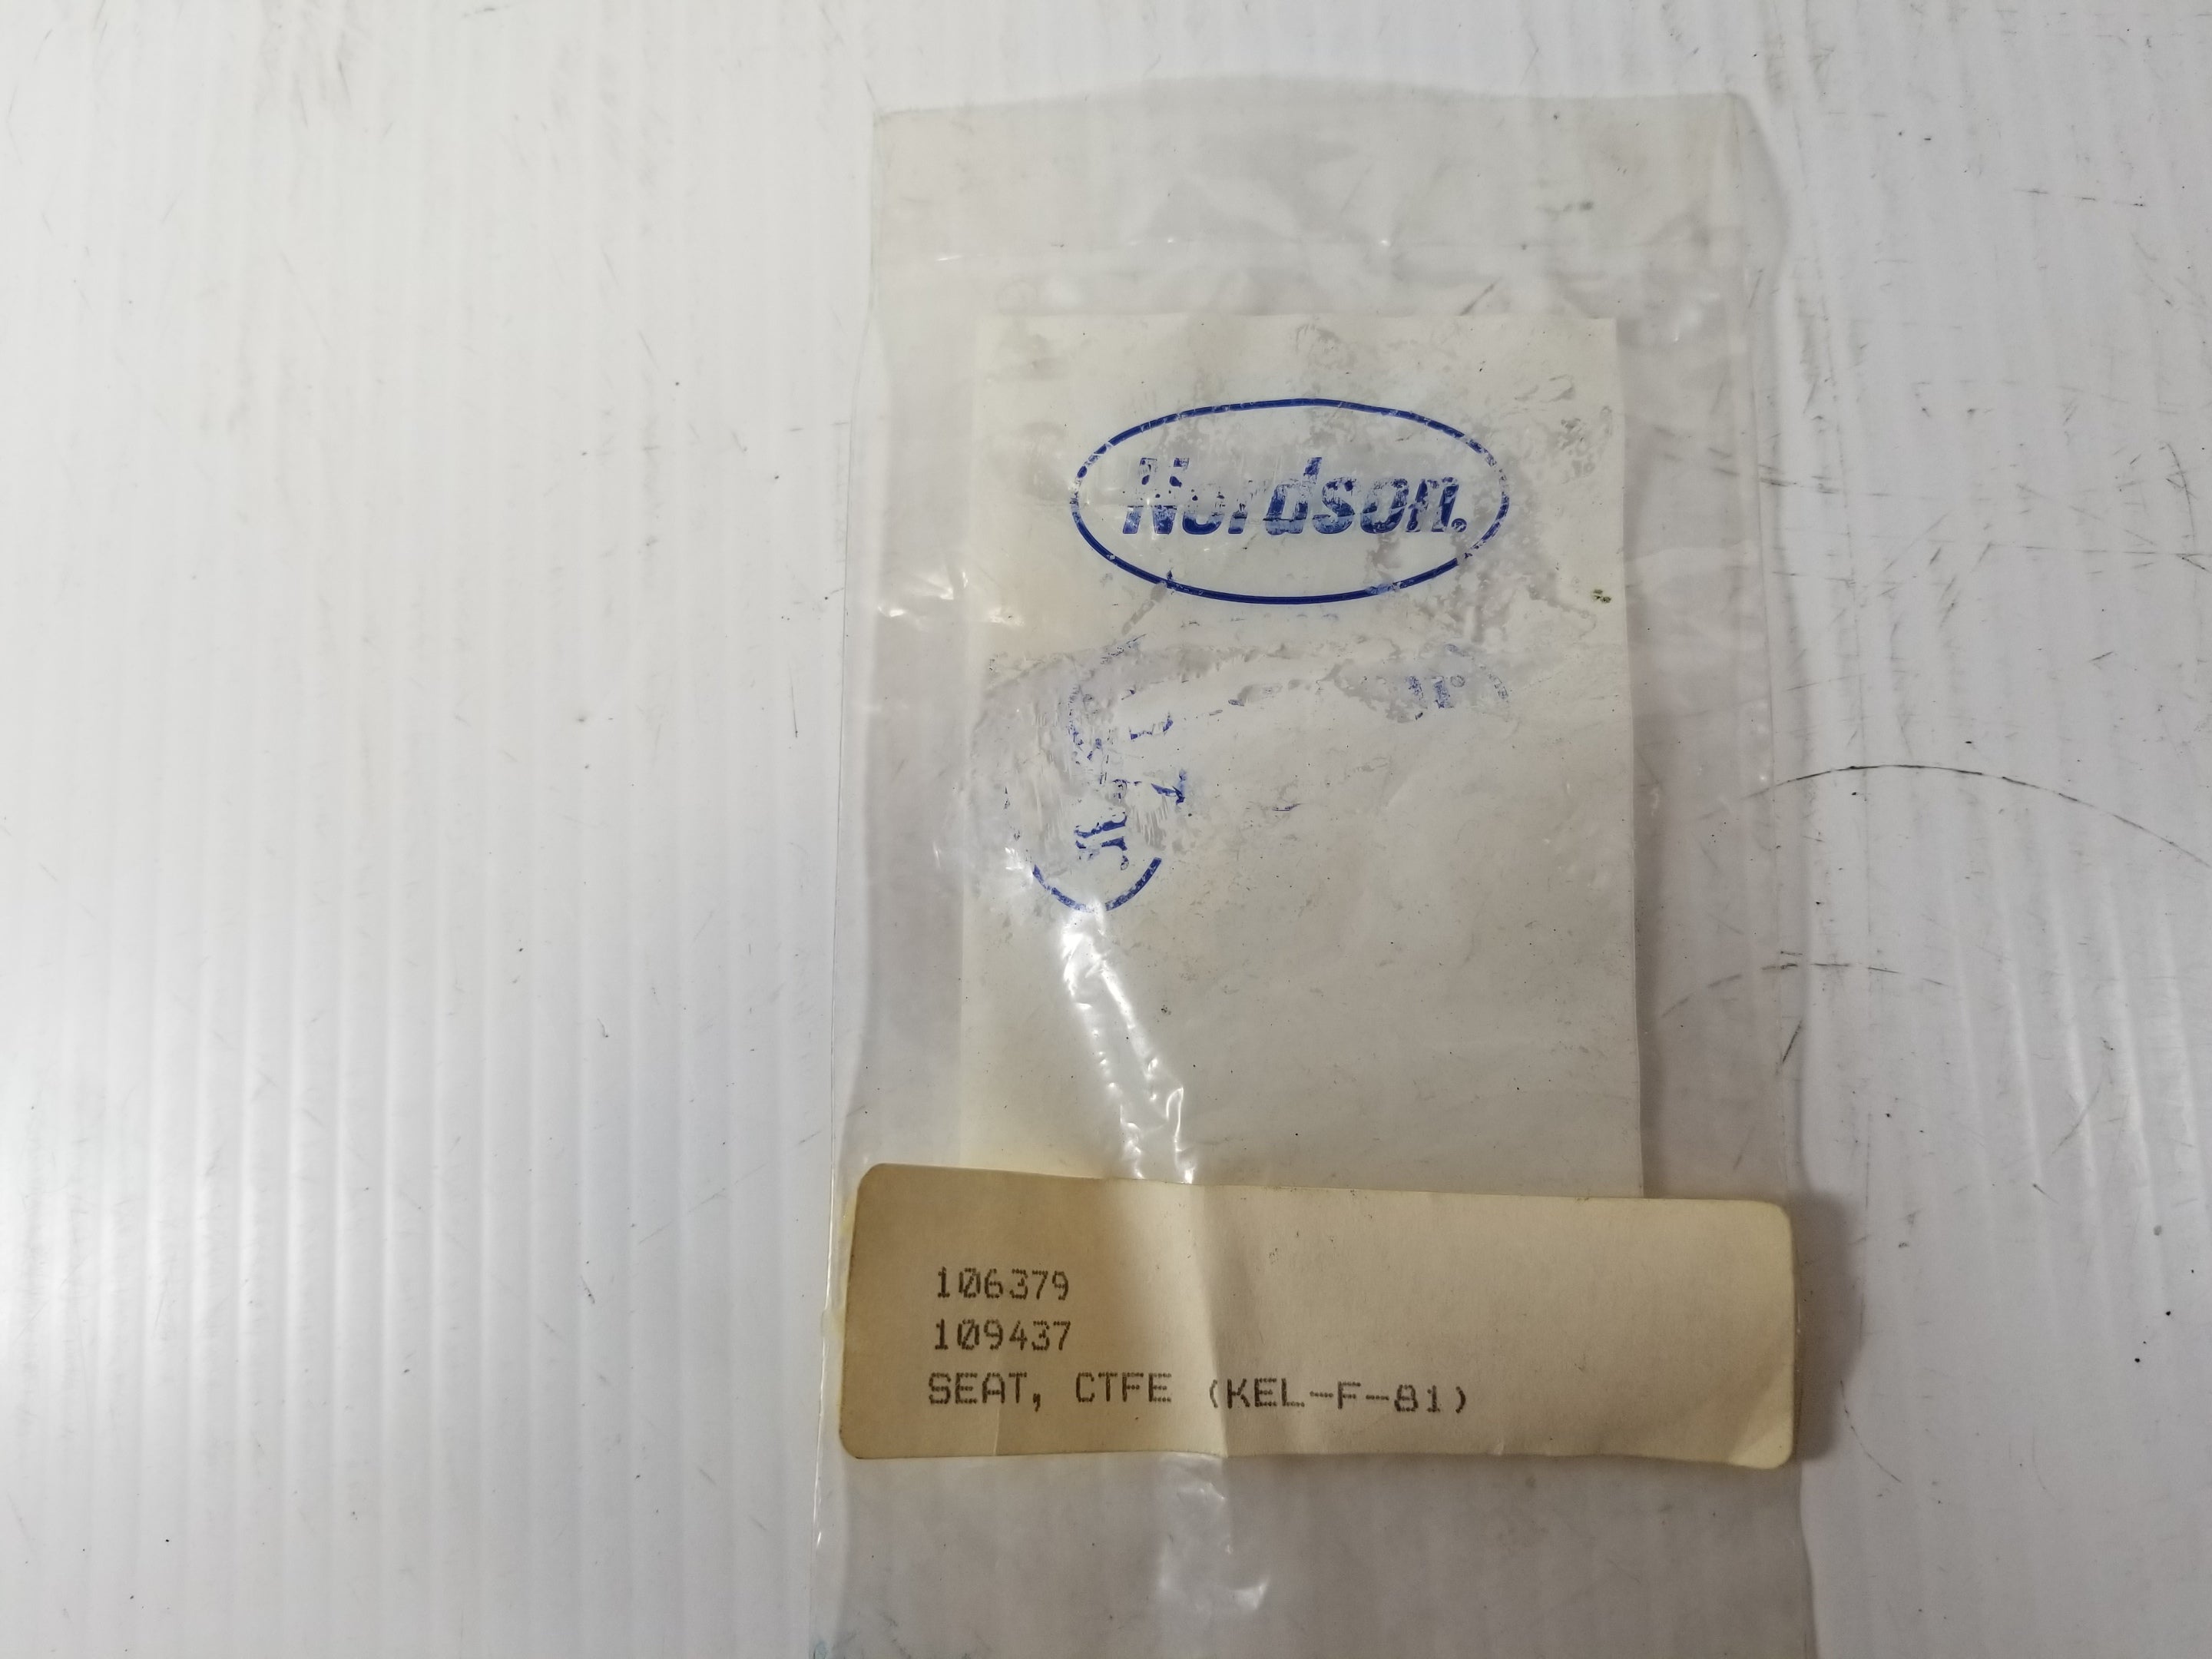 Nordson®
106379
109437
SEAT, CTFE (KEL-F-81)